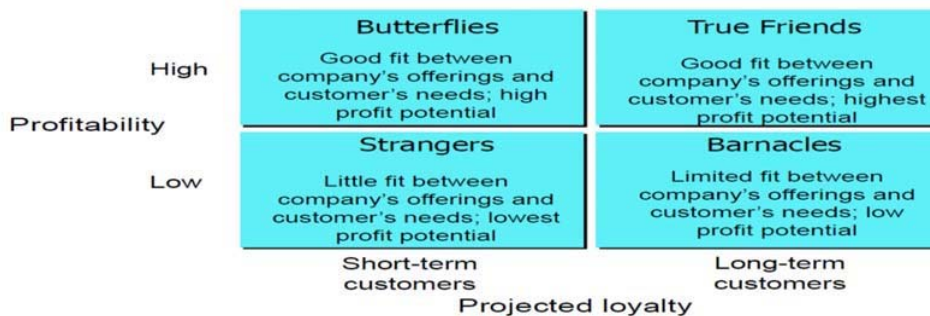 Butterflies
Good fit between
company's offerings and
customer's needs; high
profit potential
True Friends
Good fit between
company's offerings and
customer's needs; highest
profit potential
High
Profitability
Low
Strangers
Little fit between
company's offerings and
customer's needs; lowest
profit potential
Barnacles
Limited fit between
company's offerings and
customer's needs; low
profit potential
Short-term
customers
Long-term
customers
Projected loyalty